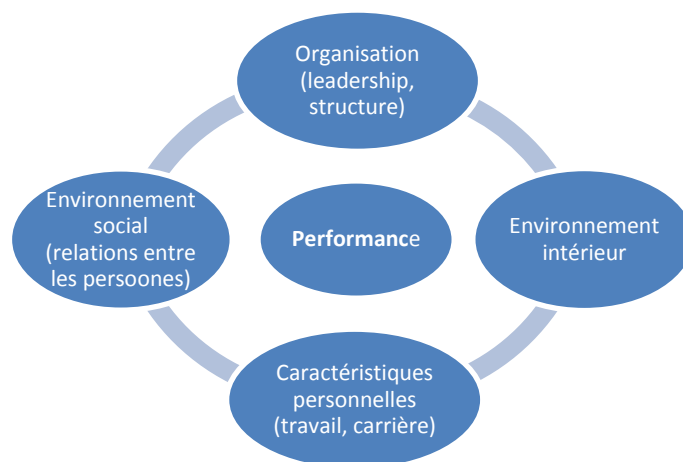 Organisation
(leadership,
structure)
Environnement
social
(relations entre
les persoones)
Performance
Environnement
intérieur
Caractéristiques
personnelles
(travail, carrière)